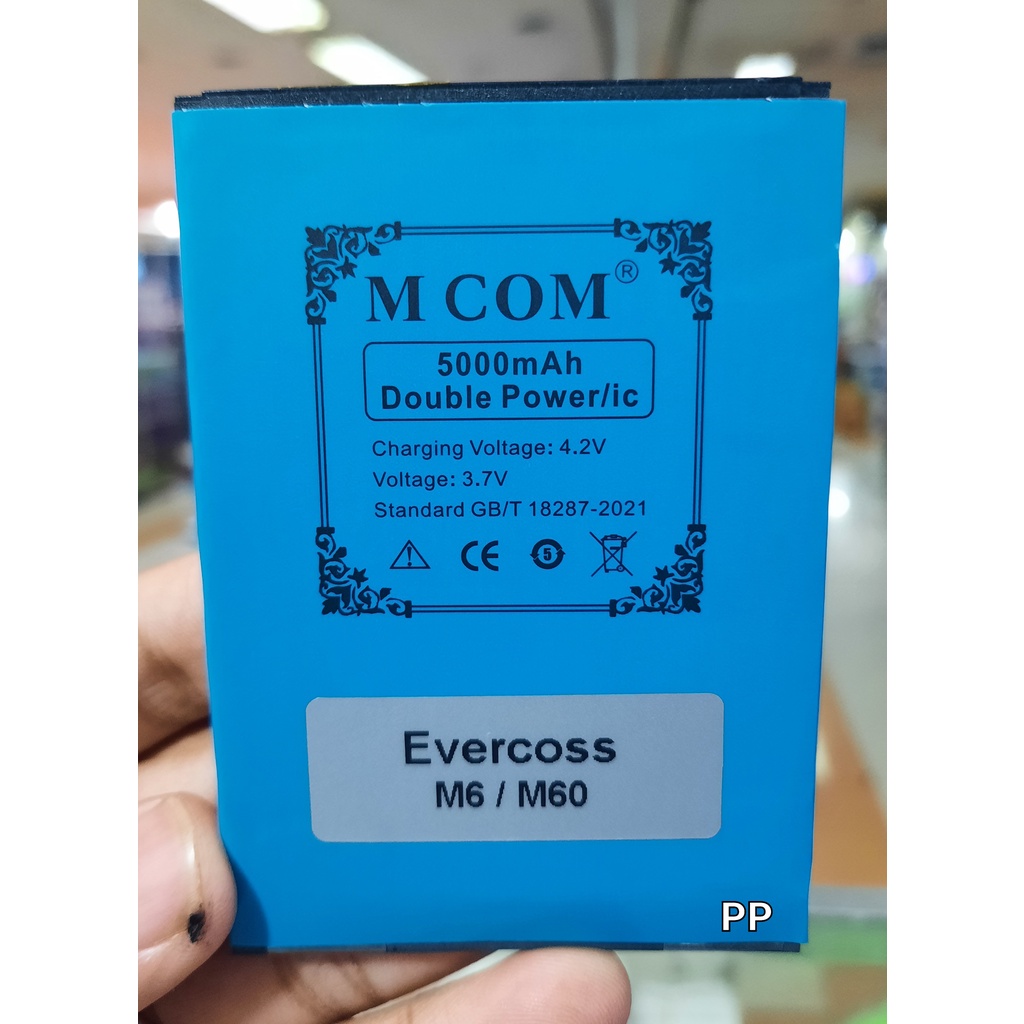 M COM®
5000mAh
Double Power/ic
Charging Voltage: 4.2V
Voltage: 3.7V
Standard GB/T 18287-2021
CE 5
Evercoss
M6 / M60
PP